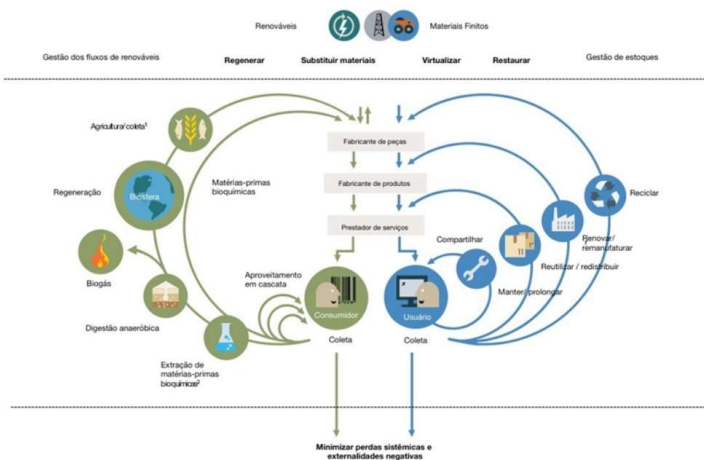 Renováveis
Materiais Finitos
Gestão dos fluxos de renováveis
Regenerar
Substituir materiais
Virtualizar
Restaurar
Gestão de estoques
Agricultura/coleta¹
Fabricante de peças
Matérias-primas
bioquímicas
Fabricante de produtos
Regeneração
Biosfera
Reciclar
Prestador de serviços
Compartilhar
Renovar/
remanufaturar
Reutilizar / redistribuir
Biogás
Aproveitamento
em cascata
Manter/prolongar
Consumidor
Usuário
Digestão anaeróbica
Coleta
Coleta
Extração de
matérias-primas
bioquímicas²
Minimizar perdas sistêmicas e
externalidades negativas